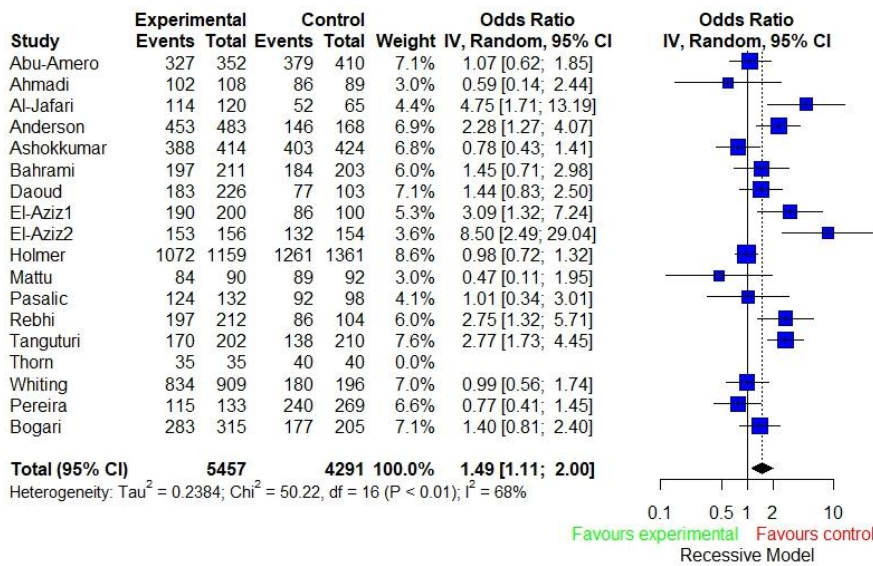 Experimental Control Odds Ratio Odds Ratio
Study Events Total Events Total Weight IV, Random, 95% CI IV, Random, 95% CI
Abu-Amero 327 352 379 410 7.1% 1.07 [0.62; 1.85]
Ahmadi 102 108 86 89 3.0% 0.59 [0.14; 2.44]
Al-Jafari 114 120 52 65 4.4% 4.75 [1.71; 13.19]
Anderson 453 483 146 168 6.9% 2.28 [1.27; 4.07]
Ashokkumar 388 414 403 424 6.8% 0.78 [0.43; 1.41]
Bahrami 197 211 184 203 6.0% 1.45 [0.71; 2.98]
Daoud 183 226 77 103 7.1% 1.44 [0.83; 2.50]
El-Aziz1 190 200 86 100 5.3% 3.09 [1.32; 7.24]
El-Aziz2 153 156 132 154 3.6% 8.50 [2.49; 29.04]
Holmer 1072 1159 1261 1361 8.6% 0.98 [0.72; 1.32]
Mattu 84 90 89 92 3.0% 0.47 [0.11; 1.95]
Pasalic 124 132 92 98 4.1% 1.01 [0.34; 3.01]
Rebhi 197 212 86 104 6.0% 2.75 [1.32; 5.71]
Tanguturi 170 202 138 210 7.6% 2.77 [1.73; 4.45]
Thorn 35 35 40 40 0.0%
Whiting 834 909 180 196 7.0% 0.99 [0.56; 1.74]
Pereira 115 133 240 269 6.6% 0.77 [0.41; 1.45]
Bogari 283 315 177 205 7.1% 1.40 [0.81; 2.40]
Total (95% CI) 5457 4291 100.0% 1.49 [1.11; 2.00]
Heterogeneity: Tau² = 0.2384; Chi² = 50.22, df = 16 (P < 0.01); I² = 68%
0.1 0.5 1 2 10
Favours experimental Favours control
Recessive Model